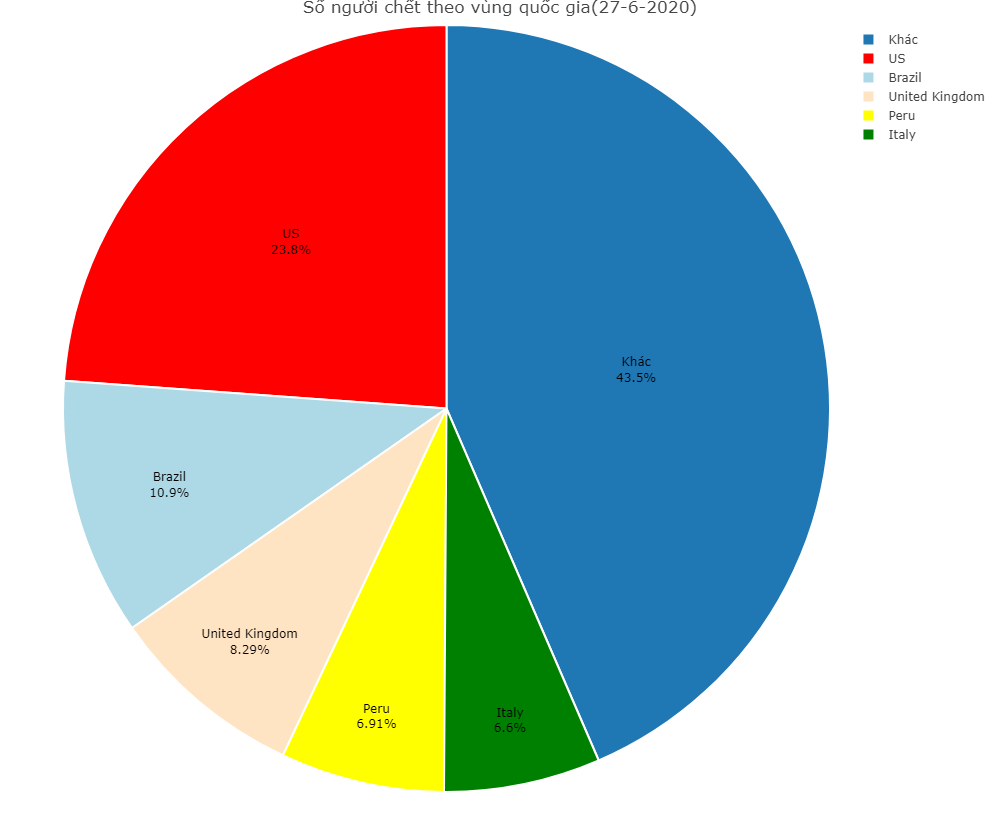 Số người chết theo vùng quốc gia(27-6-2020)
Khác
US
Brazil
United Kingdom
Peru
Italy
US
23.8%
Khác
43.5%
Brazil
10.9%
United Kingdom
8.29%
Peru
6.91%
Italy
6.6%